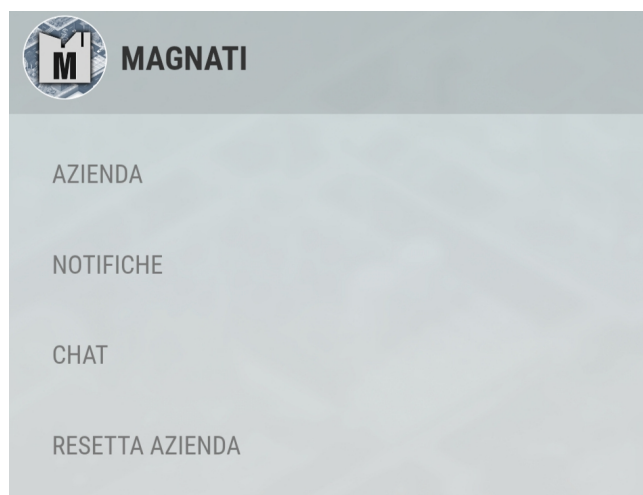 M
MAGNATI
AZIENDA
NOTIFICHE
CHAT
RESETTA AZIENDA